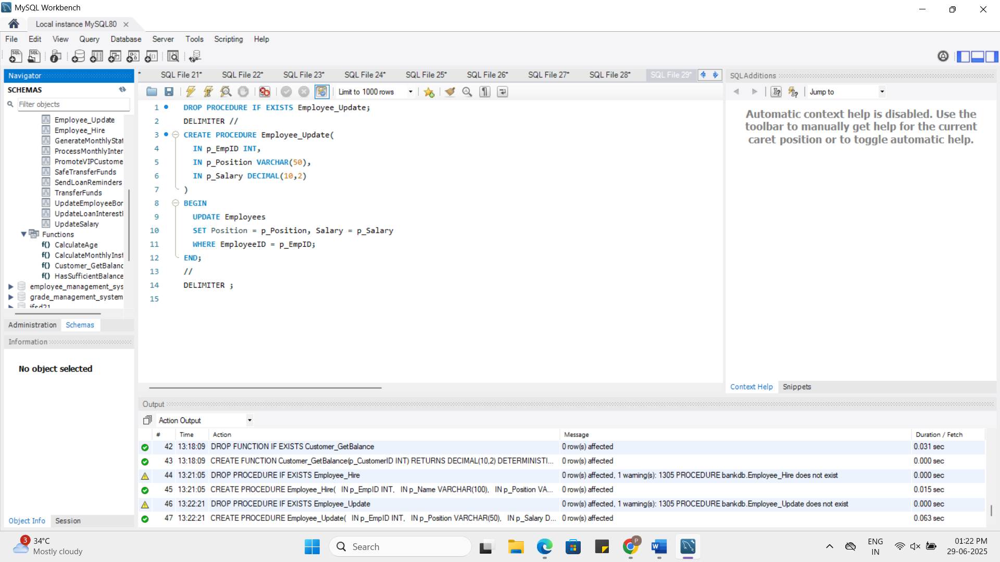 MySQL Workbench
Local instance MySQL80
File Edit View Query Database Server Tools Scripting Help
Navigator
SCHEMAS
Filter objects
Employee_Update
Employee_Hire
GenerateMonthlyStat
ProcessMonthlyInter
PromoteVIPCustome
SafeTransferFunds
SendLoanReminders
TransferFunds
UpdateEmployeeBor
UpdateLoanInterestI
UpdateSalary
Functions
f() CalculateAge
f() CalculateMonthlyInst
f() Customer_GetBalanc
f() HasSufficientBalance
employee_management_sys
grade_management_system
jfsd21
Administration Schemas
Information
No object selected
Object Info Session
* SQL File 21* SQL File 22* SQL File 23* SQL File 24* SQL File 25* SQL File 26* SQL File 27* SQL File 28* SQL File 29*
Limit to 1000 rows
1 DROP PROCEDURE IF EXISTS Employee_Update;
2 DELIMITER //
3 CREATE PROCEDURE Employee_Update(
4 IN p_EmpID INT,
5 IN p_Position VARCHAR(50),
6 IN p_Salary DECIMAL(10,2)
7 )
8 BEGIN
9 UPDATE Employees
10 SET Position = p_Position, Salary = p_Salary
11 WHERE EmployeeID = p_EmpID;
12 END;
13 //
14 DELIMITER ;
15
SQLAdditions
Jump to
Automatic context help is disabled. Use the
toolbar to manually get help for the current
caret position or to toggle automatic help.
Context Help Snippets
Output
Action Output
# Time Action Message Duration / Fetch
42 13:18:09 DROP FUNCTION IF EXISTS Customer_GetBalance 0 row(s) affected 0.031 sec
43 13:18:09 CREATE FUNCTION Customer_GetBalance(p_CustomerID INT) RETURNS DECIMAL(10,2) DETERMINISTI... 0 row(s) affected 0.000 sec
44 13:21:05 DROP PROCEDURE IF EXISTS Employee_Hire 0 row(s) affected, 1 warning(s): 1305 PROCEDURE bankdb.Employee_Hire does not exist 0.000 sec
45 13:21:05 CREATE PROCEDURE Employee_Hire( IN p_EmpID INT, IN p_Name VARCHAR(100), IN p_Position VA... 0 row(s) affected 0.015 sec
46 13:22:21 DROP PROCEDURE IF EXISTS Employee_Update 0 row(s) affected, 1 warning(s): 1305 PROCEDURE bankdb.Employee_Update does not exist 0.000 sec
47 13:22:21 CREATE PROCEDURE Employee_Update( IN p_EmpID INT, IN p_Position VARCHAR(50), IN p_Salary D... 0 row(s) affected 0.063 sec
3 34°C
Mostly cloudy
Search
P
ENG
IN
01:22 PM
29-06-2025